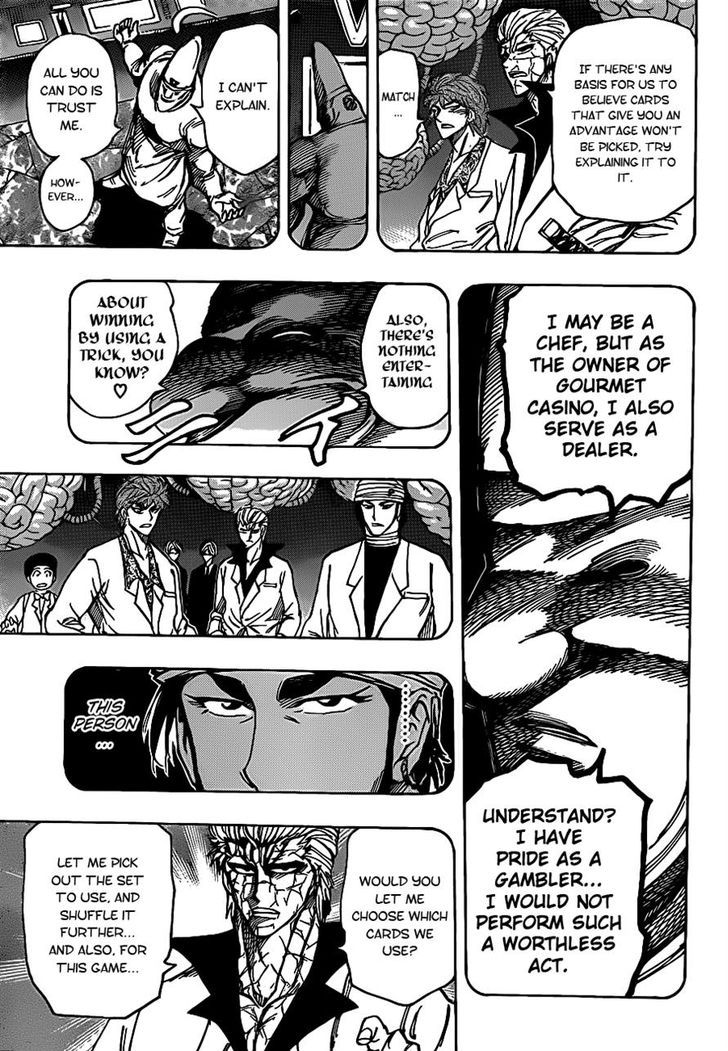 IF THERE'S ANY
BASIS FOR US TO
BELIEVE CARDS
THAT GIVE YOU AN
ADVANTAGE WON'T
BE PICKED, TRY
EXPLAINING IT TO
IT.
MATCH
...
I CAN'T
EXPLAIN.
ALL YOU
CAN DO IS
TRUST
ME.
HOW-
EVER...
I MAY BE A
CHEF, BUT AS
THE OWNER OF
GOURMET
CASINO, I ALSO
SERVE AS A
DEALER.
UNDERSTAND?
I HAVE
PRIDE AS A
GAMBLER...
I WOULD NOT
PERFORM SUCH
A WORTHLESS
ACT.
ALSO,
THERE'S
NOTHING
ENTER-
TAINING
ABOUT
WINNING
BY USING A
TRICK, YOU
KNOW?
♡
THIS
PERSON
...
WOULD YOU
LET ME
CHOOSE WHICH
CARDS WE
USE?
LET ME PICK
OUT THE SET
TO USE, AND
SHUFFLE IT
FURTHER...
AND ALSO, FOR
THIS GAME...